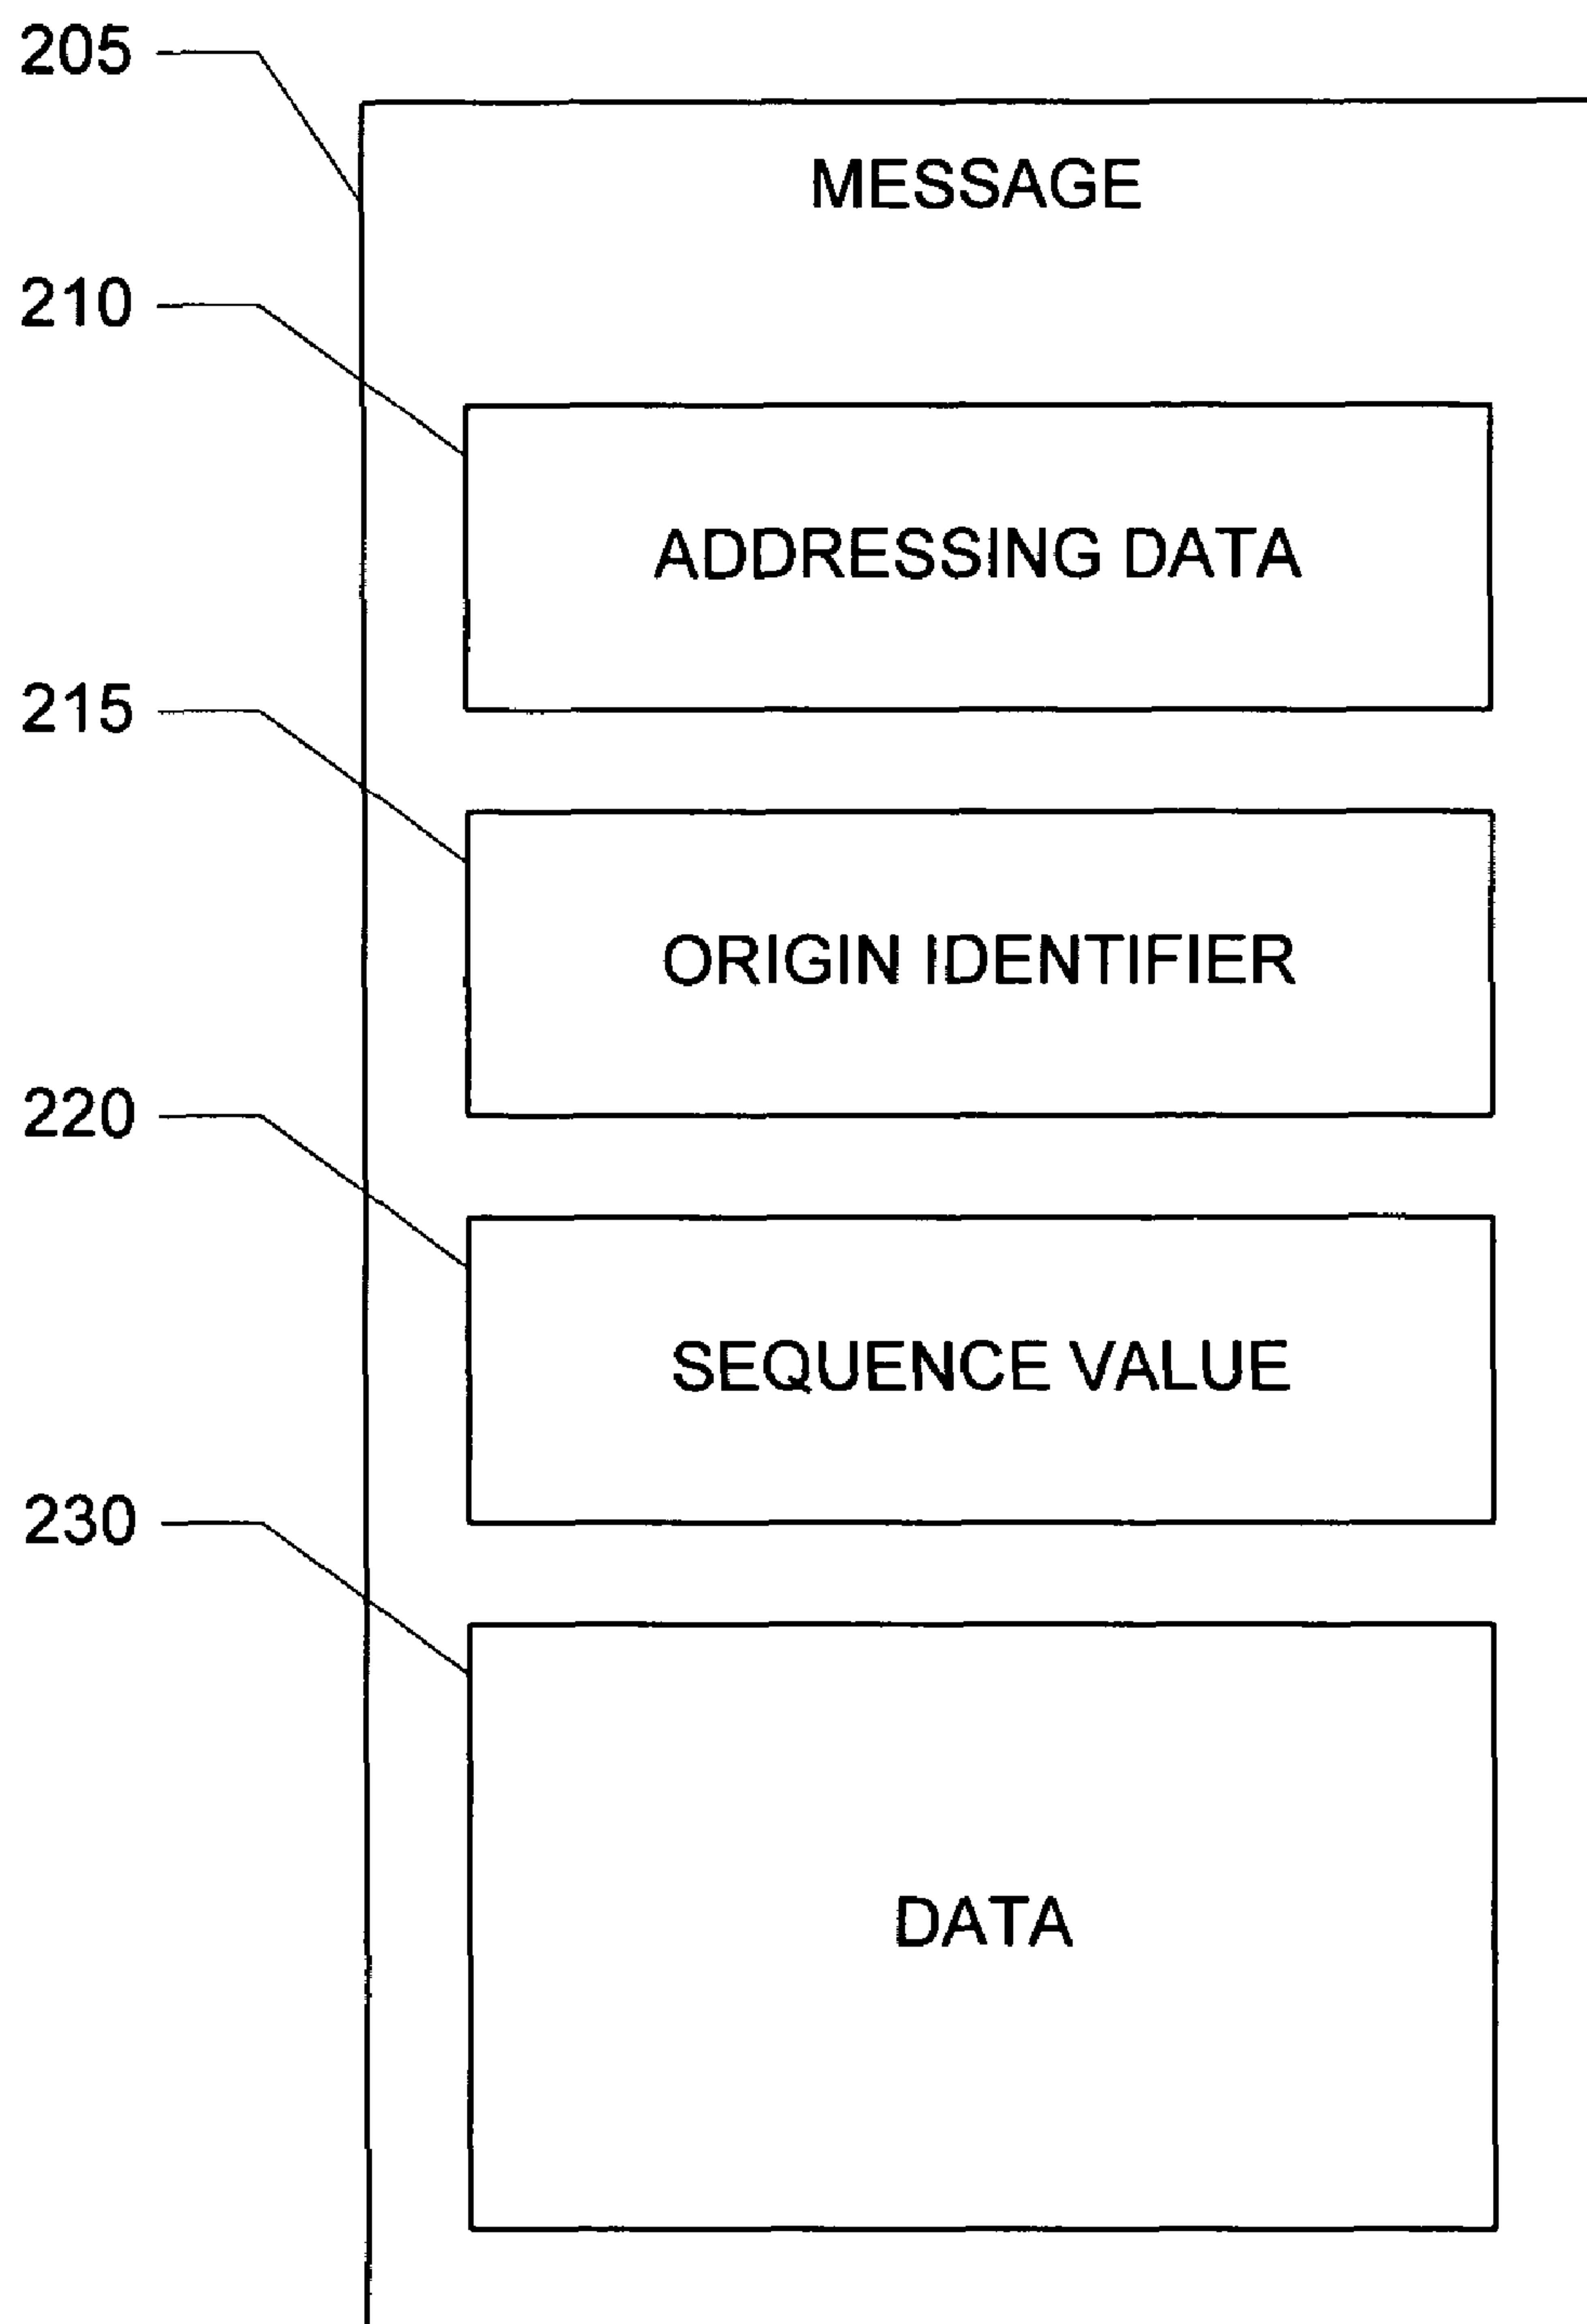 205
MESSAGE
210
ADDRESSING DATA
215
ORIGIN IDENTIFIER
220
SEQUENCE VALUE
230
DATA